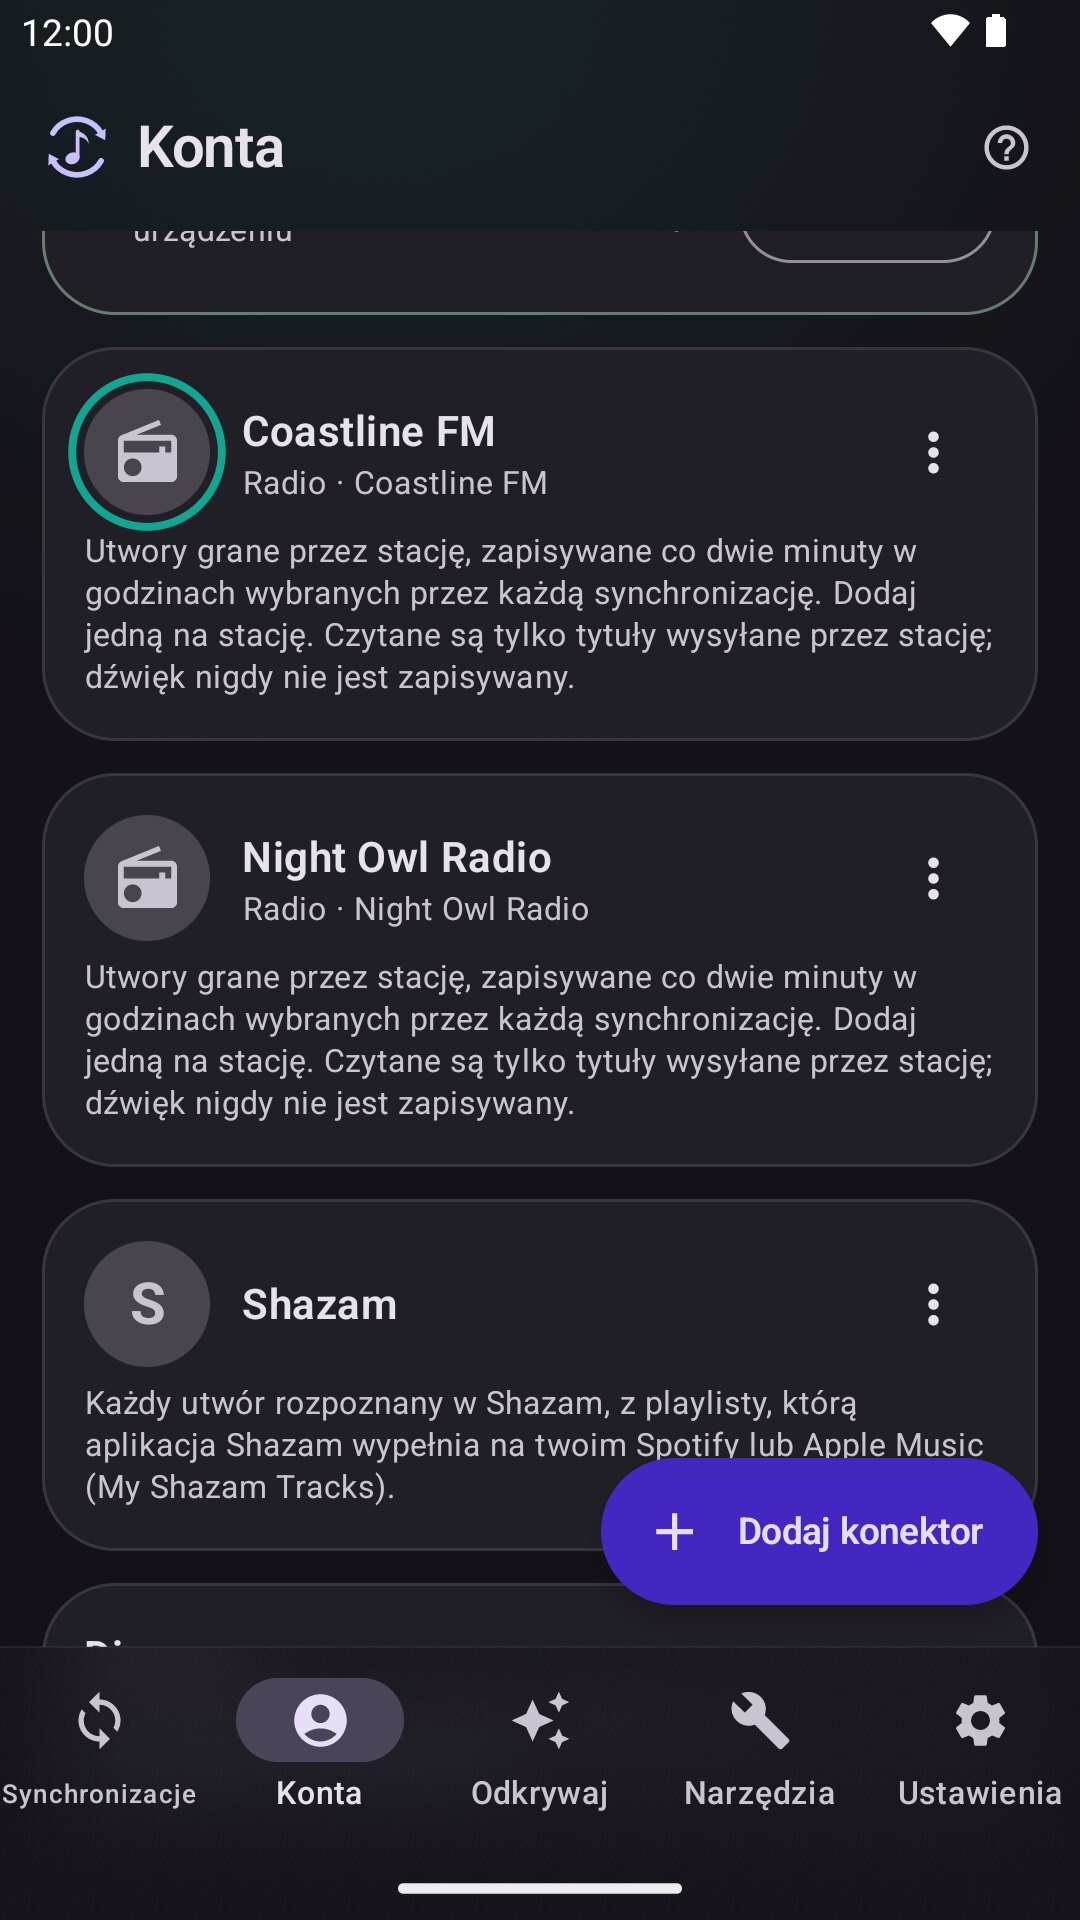 12:00
Konta
urządzeniu
Coastline FM
Radio · Coastline FM
Utwory grane przez stację, zapisywane co dwie minuty w
godzinach wybranych przez każdą synchronizację. Dodaj
jedną na stację. Czytane są tylko tytuły wysyłane przez stację;
dźwięk nigdy nie jest zapisywany.
Night Owl Radio
Radio · Night Owl Radio
Utwory grane przez stację, zapisywane co dwie minuty w
godzinach wybranych przez każdą synchronizację. Dodaj
jedną na stację. Czytane są tylko tytuły wysyłane przez stację;
dźwięk nigdy nie jest zapisywany.
S
Shazam
Każdy utwór rozpoznany w Shazam, z playlisty, którą
aplikacja Shazam wypełnia na twoim Spotify lub Apple Music
(My Shazam Tracks).
Dodaj konektor
Synchronizacje
Konta
Odkrywaj
Narzędzia
Ustawienia